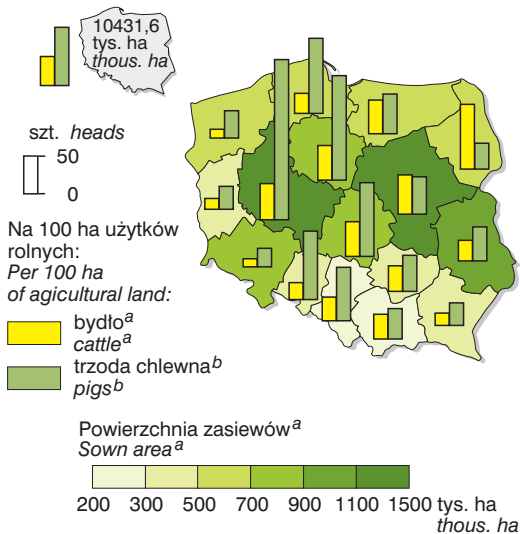 10431,6
tys. ha
thous. ha
szt. heads
50
0
Na 100 ha użytków
rolnych:
Per 100 ha
of agicultural land:
bydło a
cattle a
trzoda chlewna b
pigs b
Powierzchnia zasiewów a
Sown area a
200 300 500 700 900 1100 1500 tys. ha
thous. ha